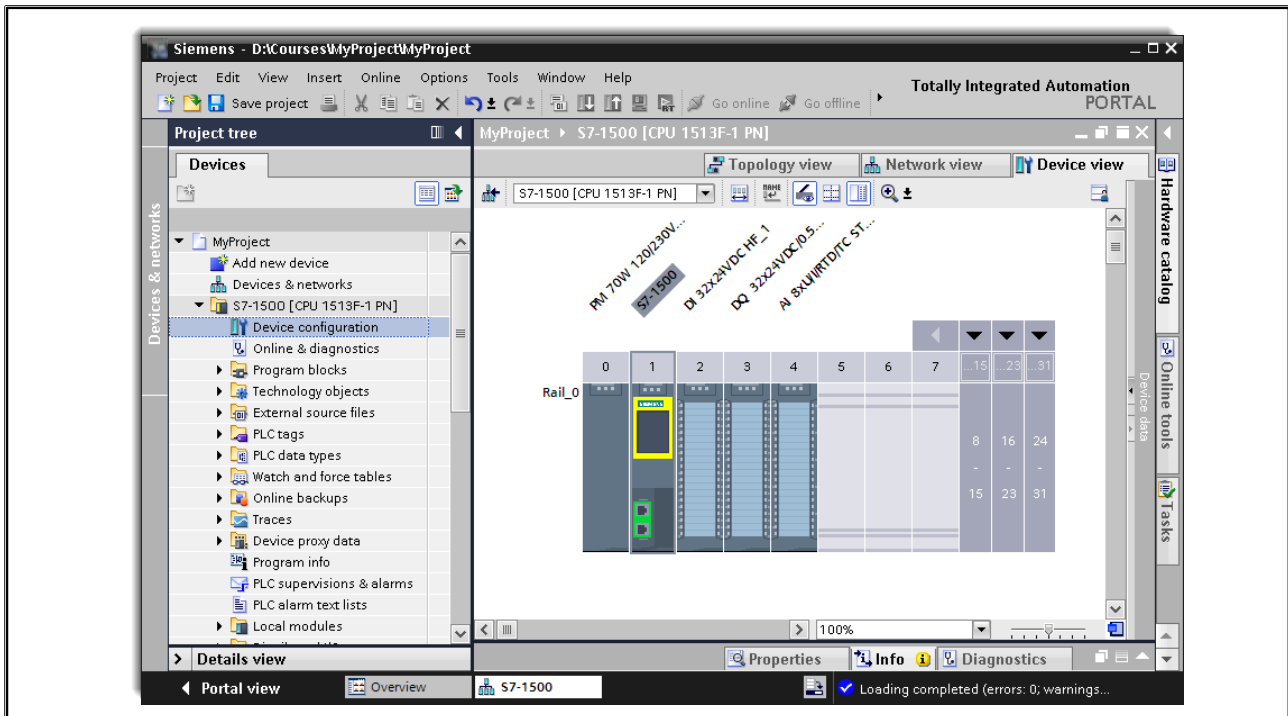 Siemens - D:\Courses\MyProject\MyProject
Project Edit View Insert Online Options Tools Window Help
Totally Integrated Automation
PORTAL
Save project
Go online
Go offline
Project tree
MyProject
S7-1500 [CPU 1513F-1 PN]
Devices
Topology view
Network view
Device view
S7-1500 [CPU 1513F-1 PN]
Devices & networks
MyProject
Add new device
Devices & networks
S7-1500 [CPU 1513F-1 PN]
Device configuration
Online & diagnostics
Program blocks
Technology objects
External source files
PLC tags
PLC data types
Watch and force tables
Online backups
Traces
Device proxy data
Program info
PLC supervisions & alarms
PLC alarm text lists
Local modules
PM 70W 120/230V...
S7-1500
DI 32x24VDC HF_1
DQ 32x24VDC/0.5...
AI 8xU/I/RTD/TC ST...
0 1 2 3 4 5 6 7 ...15 ...23 ...31
Rail_0
SIEMENS
8 16 24
- - -
15 23 31
Device data
Hardware catalog
Online tools
Tasks
100%
Details view
Properties
Info
Diagnostics
Portal view
Overview
S7-1500
Loading completed (errors: 0; warnings...